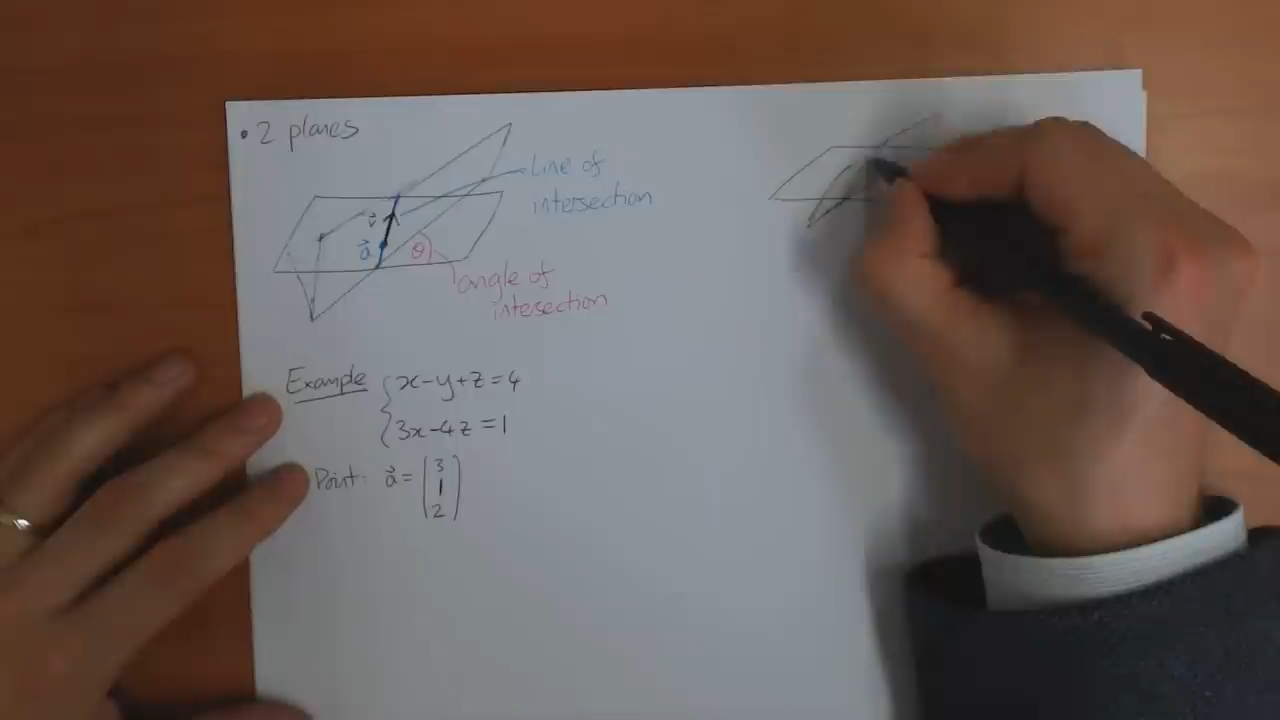 • 2 planes
Line of
intersection
v⃗
a⃗
θ
angle of
intersection
Example { x-y+z=4
3x-4z=1
Point: a⃗ = (3
1
2)